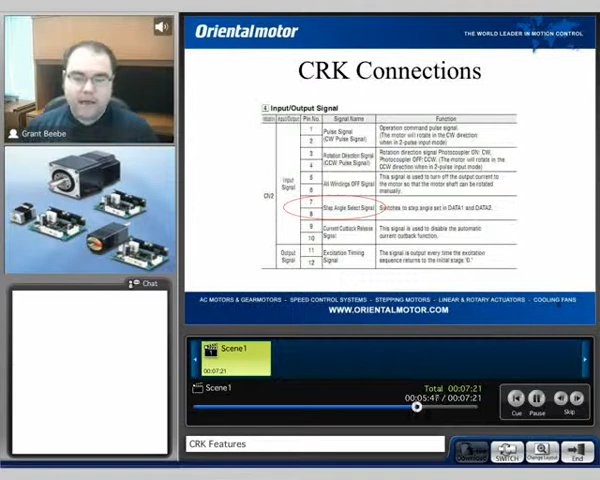 Grant Beebe
Chat
Orientalmotor
THE WORLD LEADER IN MOTION CONTROL
CRK Connections
4 Input/Output Signal
Input/Output Pin No. Signal Name Function
CN2
Input Signal
1
2
Pulse Signal
(CW Pulse Signal)
Operation command pulse signal.
(The motor will rotate in the CW direction
when in 2-pulse input mode)
3
4
Rotation Direction Signal
(CCW Pulse Signal)
Rotation direction signal Photocoupler ON: CW,
Photocoupler OFF: CCW, (The motor will rotate in the
CCW direction when in 2-pulse input mode)
5
6
All Windings OFF Signal
This signal is used to turn off the output current to
the motor so that the motor shaft can be rotated
manually.
7
8
Step Angle Select Signal
Switches to step angle set in DATA1 and DATA2.
9
10
Current Cutback Release
Signal
This signal is used to disable the automatic
current cutback function.
Output
Signal
11
12
Excitation Timing
Signal
The signal is output every time the excitation
sequence returns to the initial stage '0.'
AC MOTORS & GEARMOTORS - SPEED CONTROL SYSTEMS - STEPPING MOTORS - LINEAR & ROTARY ACTUATORS - COOLING FANS
WWW.ORIENTALMOTOR.COM
1
Scene1
00:07:21
Scene1
Total 00:07:21
00:05:47 / 00:07:21
Cue
Pause
Skip
CRK Features
Download
SWITCH
Change Layout
End